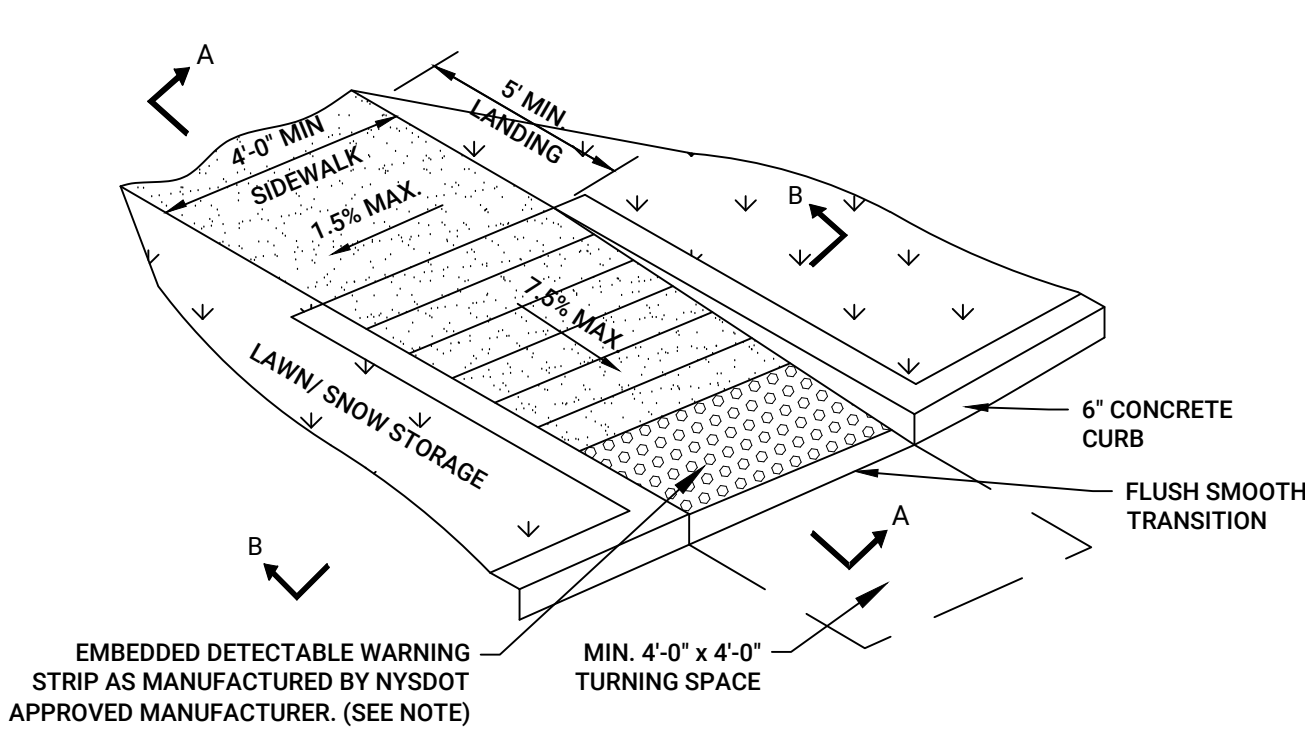 A
5' MIN.
LANDING
4'-0" MIN
SIDEWALK
1.5% MAX.
B
7.5% MAX
LAWN/ SNOW STORAGE
6" CONCRETE
CURB
FLUSH SMOOTH
TRANSITION
A
B
EMBEDDED DETECTABLE WARNING
STRIP AS MANUFACTURED BY NYSDOT
APPROVED MANUFACTURER. (SEE NOTE)
MIN. 4'-0" x 4'-0"
TURNING SPACE